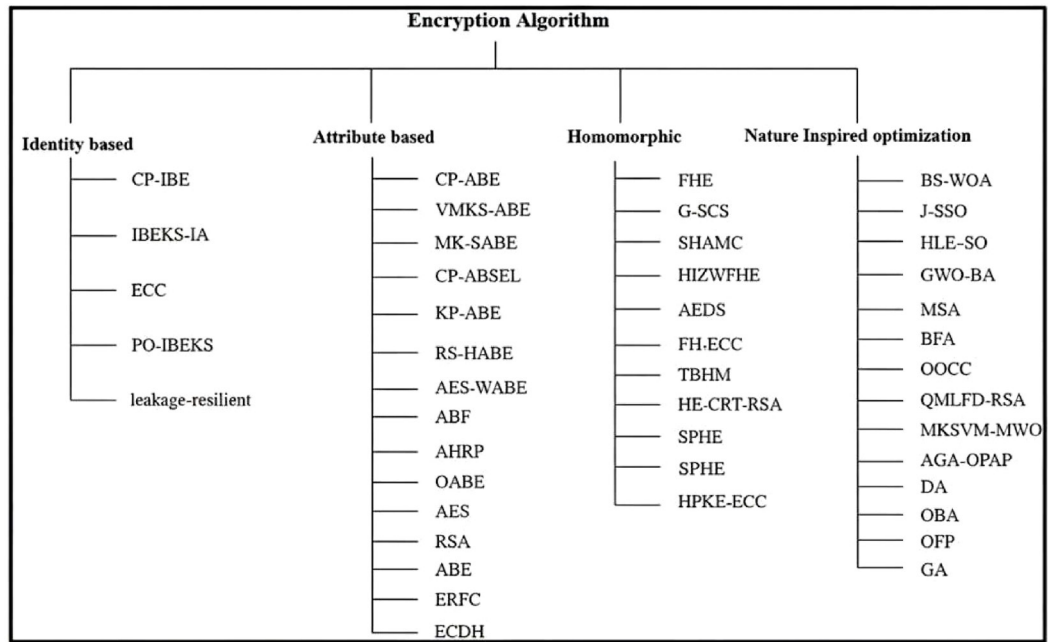 Encryption Algorithm
Identity based
CP-IBE
IBEKS-IA
ECC
PO-IBEKS
leakage-resilient
Attribute based
CP-ABE
VMKS-ABE
MK-SABE
CP-ABSEL
KP-ABE
RS-HABE
AES-WABE
ABF
AHRP
OABE
AES
RSA
ABE
ERFC
ECDH
Homomorphic
FHE
G-SCS
SHAMC
HIZWFHE
AEDS
FH-ECC
TBHM
HE-CRT-RSA
SPHE
SPHE
HPKE-ECC
Nature Inspired optimization
BS-WOA
J-SSO
HLE-SO
GWO-BA
MSA
BFA
OOCC
QMLFD-RSA
MKSVM-MWO
AGA-OPAP
DA
OBA
OFP
GA